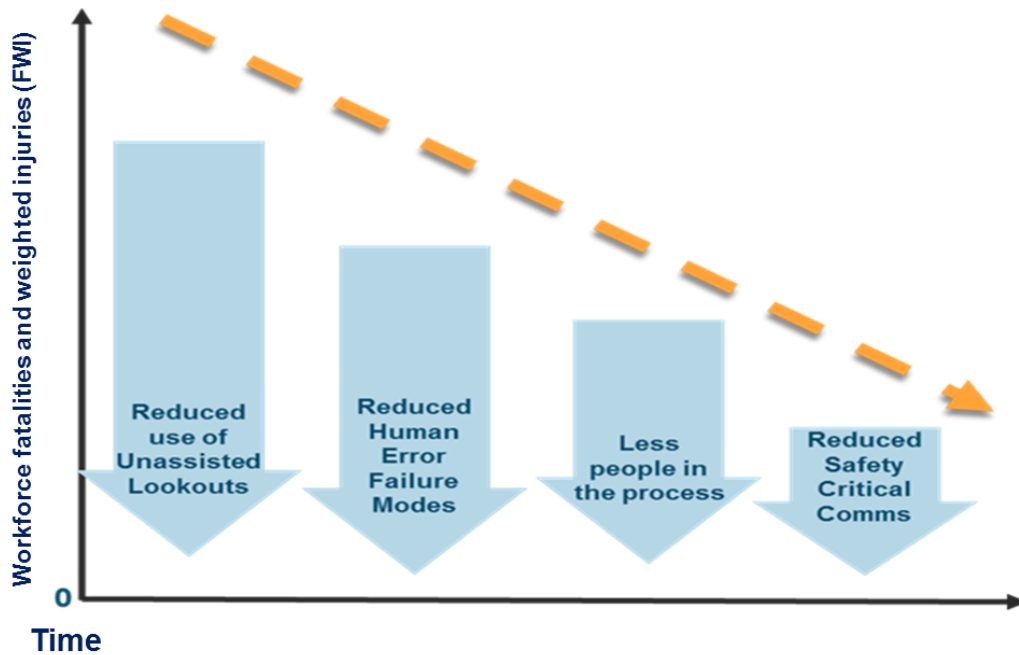 Workforce fatalities and weighted injuries (FWI)
Reduced
use of
Unassisted
Lookouts
Reduced
Human
Error
Failure
Modes
Less
people in
the process
Reduced
Safety
Critical
Comms
0
Time